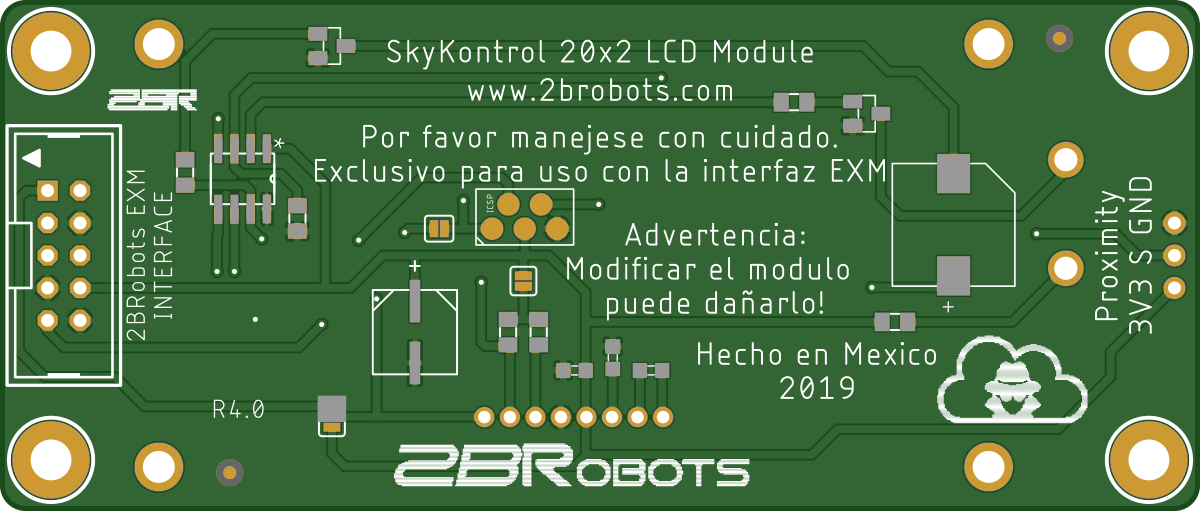 SkyKontrol 20x2 LCD Module
www.2brobots.com
2BR
Por favor manejese con cuidado.
Exclusivo para uso con la interfaz EXM
*
2BRobots EXM
INTERFACE
ICSP
Advertencia:
Modificar el modulo
puede dañarlo!
Proximity
3V3 S GND
+
+
Hecho en Mexico
2019
R4.0
2BROBOTS